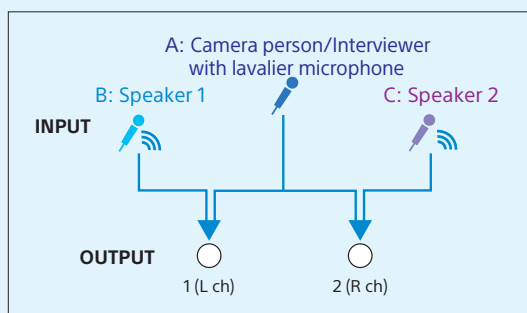 A: Camera person/Interviewer
with lavalier microphone
B: Speaker 1
C: Speaker 2
INPUT
OUTPUT
1 (L ch)
2 (R ch)